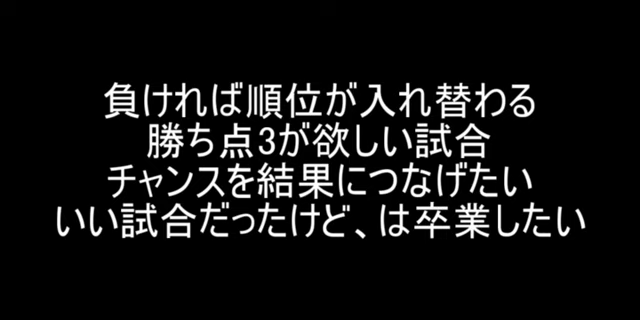 負ければ順位が入れ替わる
勝ち点3が欲しい試合
チャンスを結果につなげたい
いい試合だったけど、は卒業したい